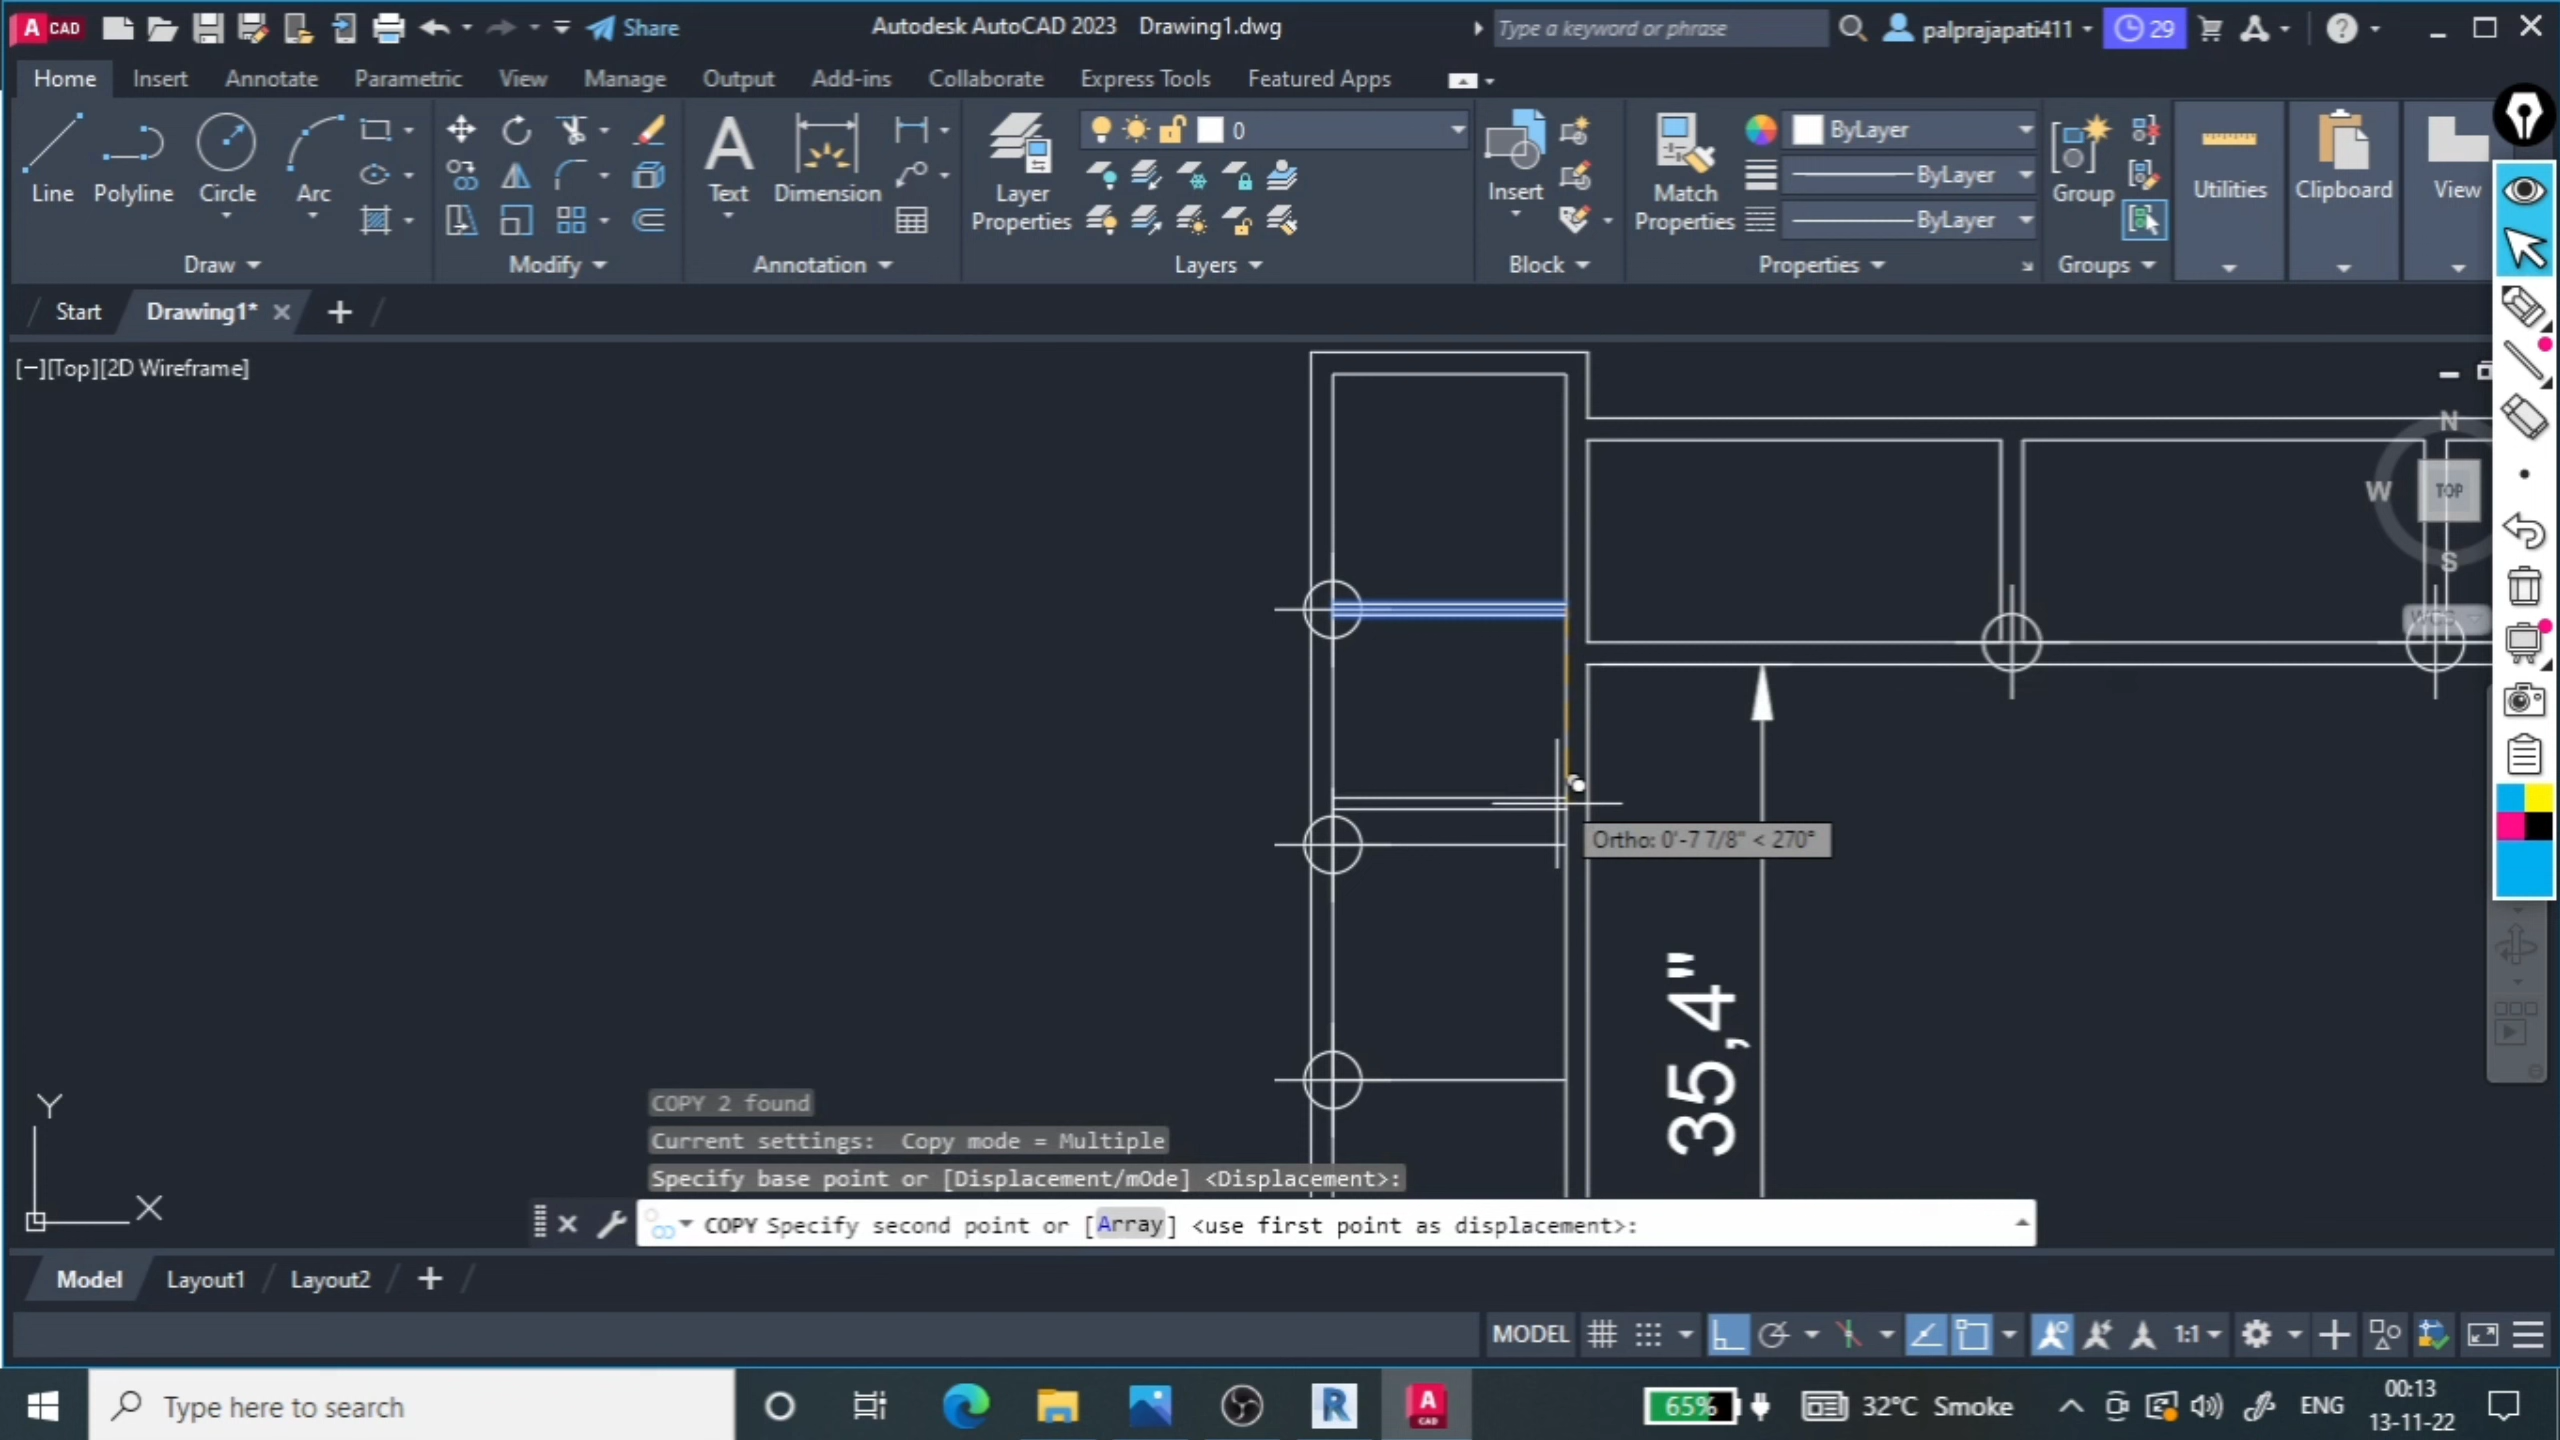 A CAD
Share
Autodesk AutoCAD 2023 Drawing1.dwg
Type a keyword or phrase
palprajapati411
29
Home Insert Annotate Parametric View Manage Output Add-ins Collaborate Express Tools Featured Apps
0
ByLayer
ByLayer
ByLayer
Line Polyline Circle Arc
Text Dimension
Layer Properties
Insert
Match Properties
Group
Utilities
Clipboard
View
Draw Modify Annotation Layers Block Properties Groups
Start Drawing1*
[−][Top][2D Wireframe]
N
W TOP
S
WCS
Ortho: 0'-7 7/8" < 270°
35,4"
Y
X
COPY 2 found
Current settings: Copy mode = Multiple
Specify base point or [Displacement/mOde] <Displacement>:
COPY Specify second point or [Array] <use first point as displacement>:
Model Layout1 Layout2
MODEL 1:1
Type here to search
R
A CAD
65%
32°C Smoke
ENG
00:13
13-11-22